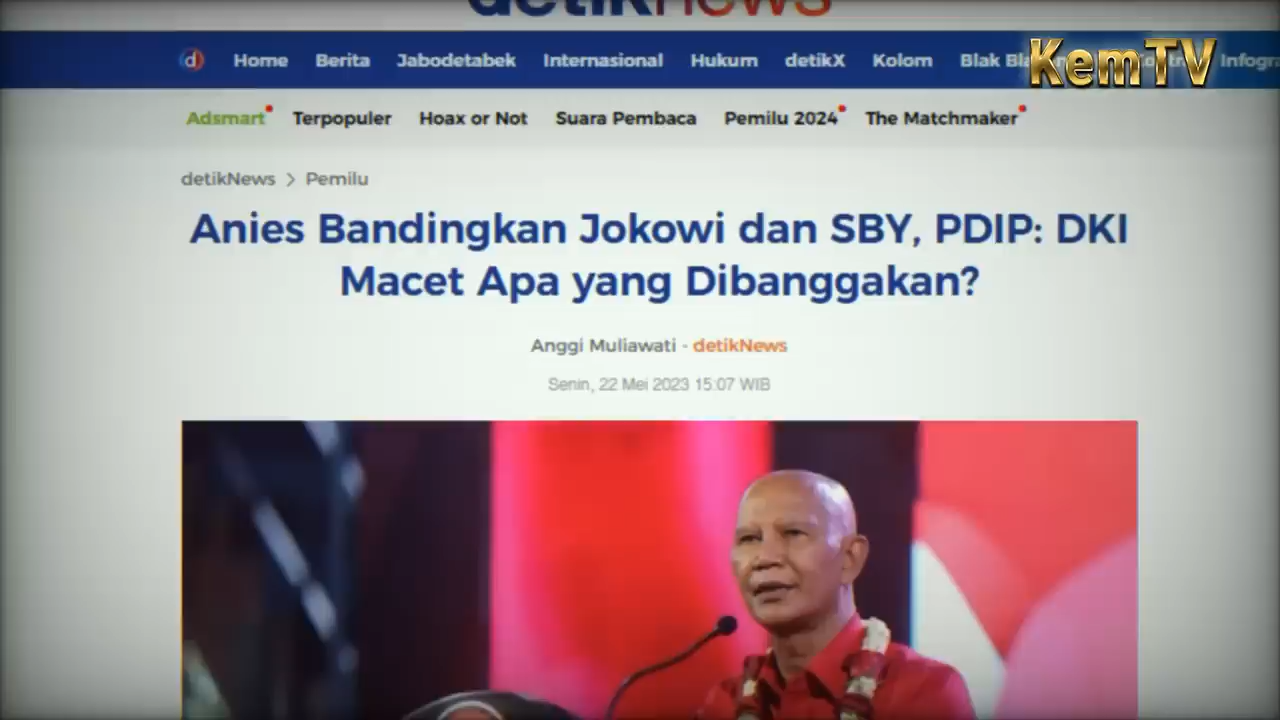 detiknews
Home Berita Jabodetabek Internasional Hukum detikX Kolom Blak
KemTV
Adsmart Terpopuler Hoax or Not Suara Pembaca Pemilu 2024 The Matchmaker
detikNews > Pemilu
Anies Bandingkan Jokowi dan SBY, PDIP: DKI
Macet Apa yang Dibanggakan?
Anggi Muliawati - detikNews
Senin, 22 Mei 2023 15:07 WIB